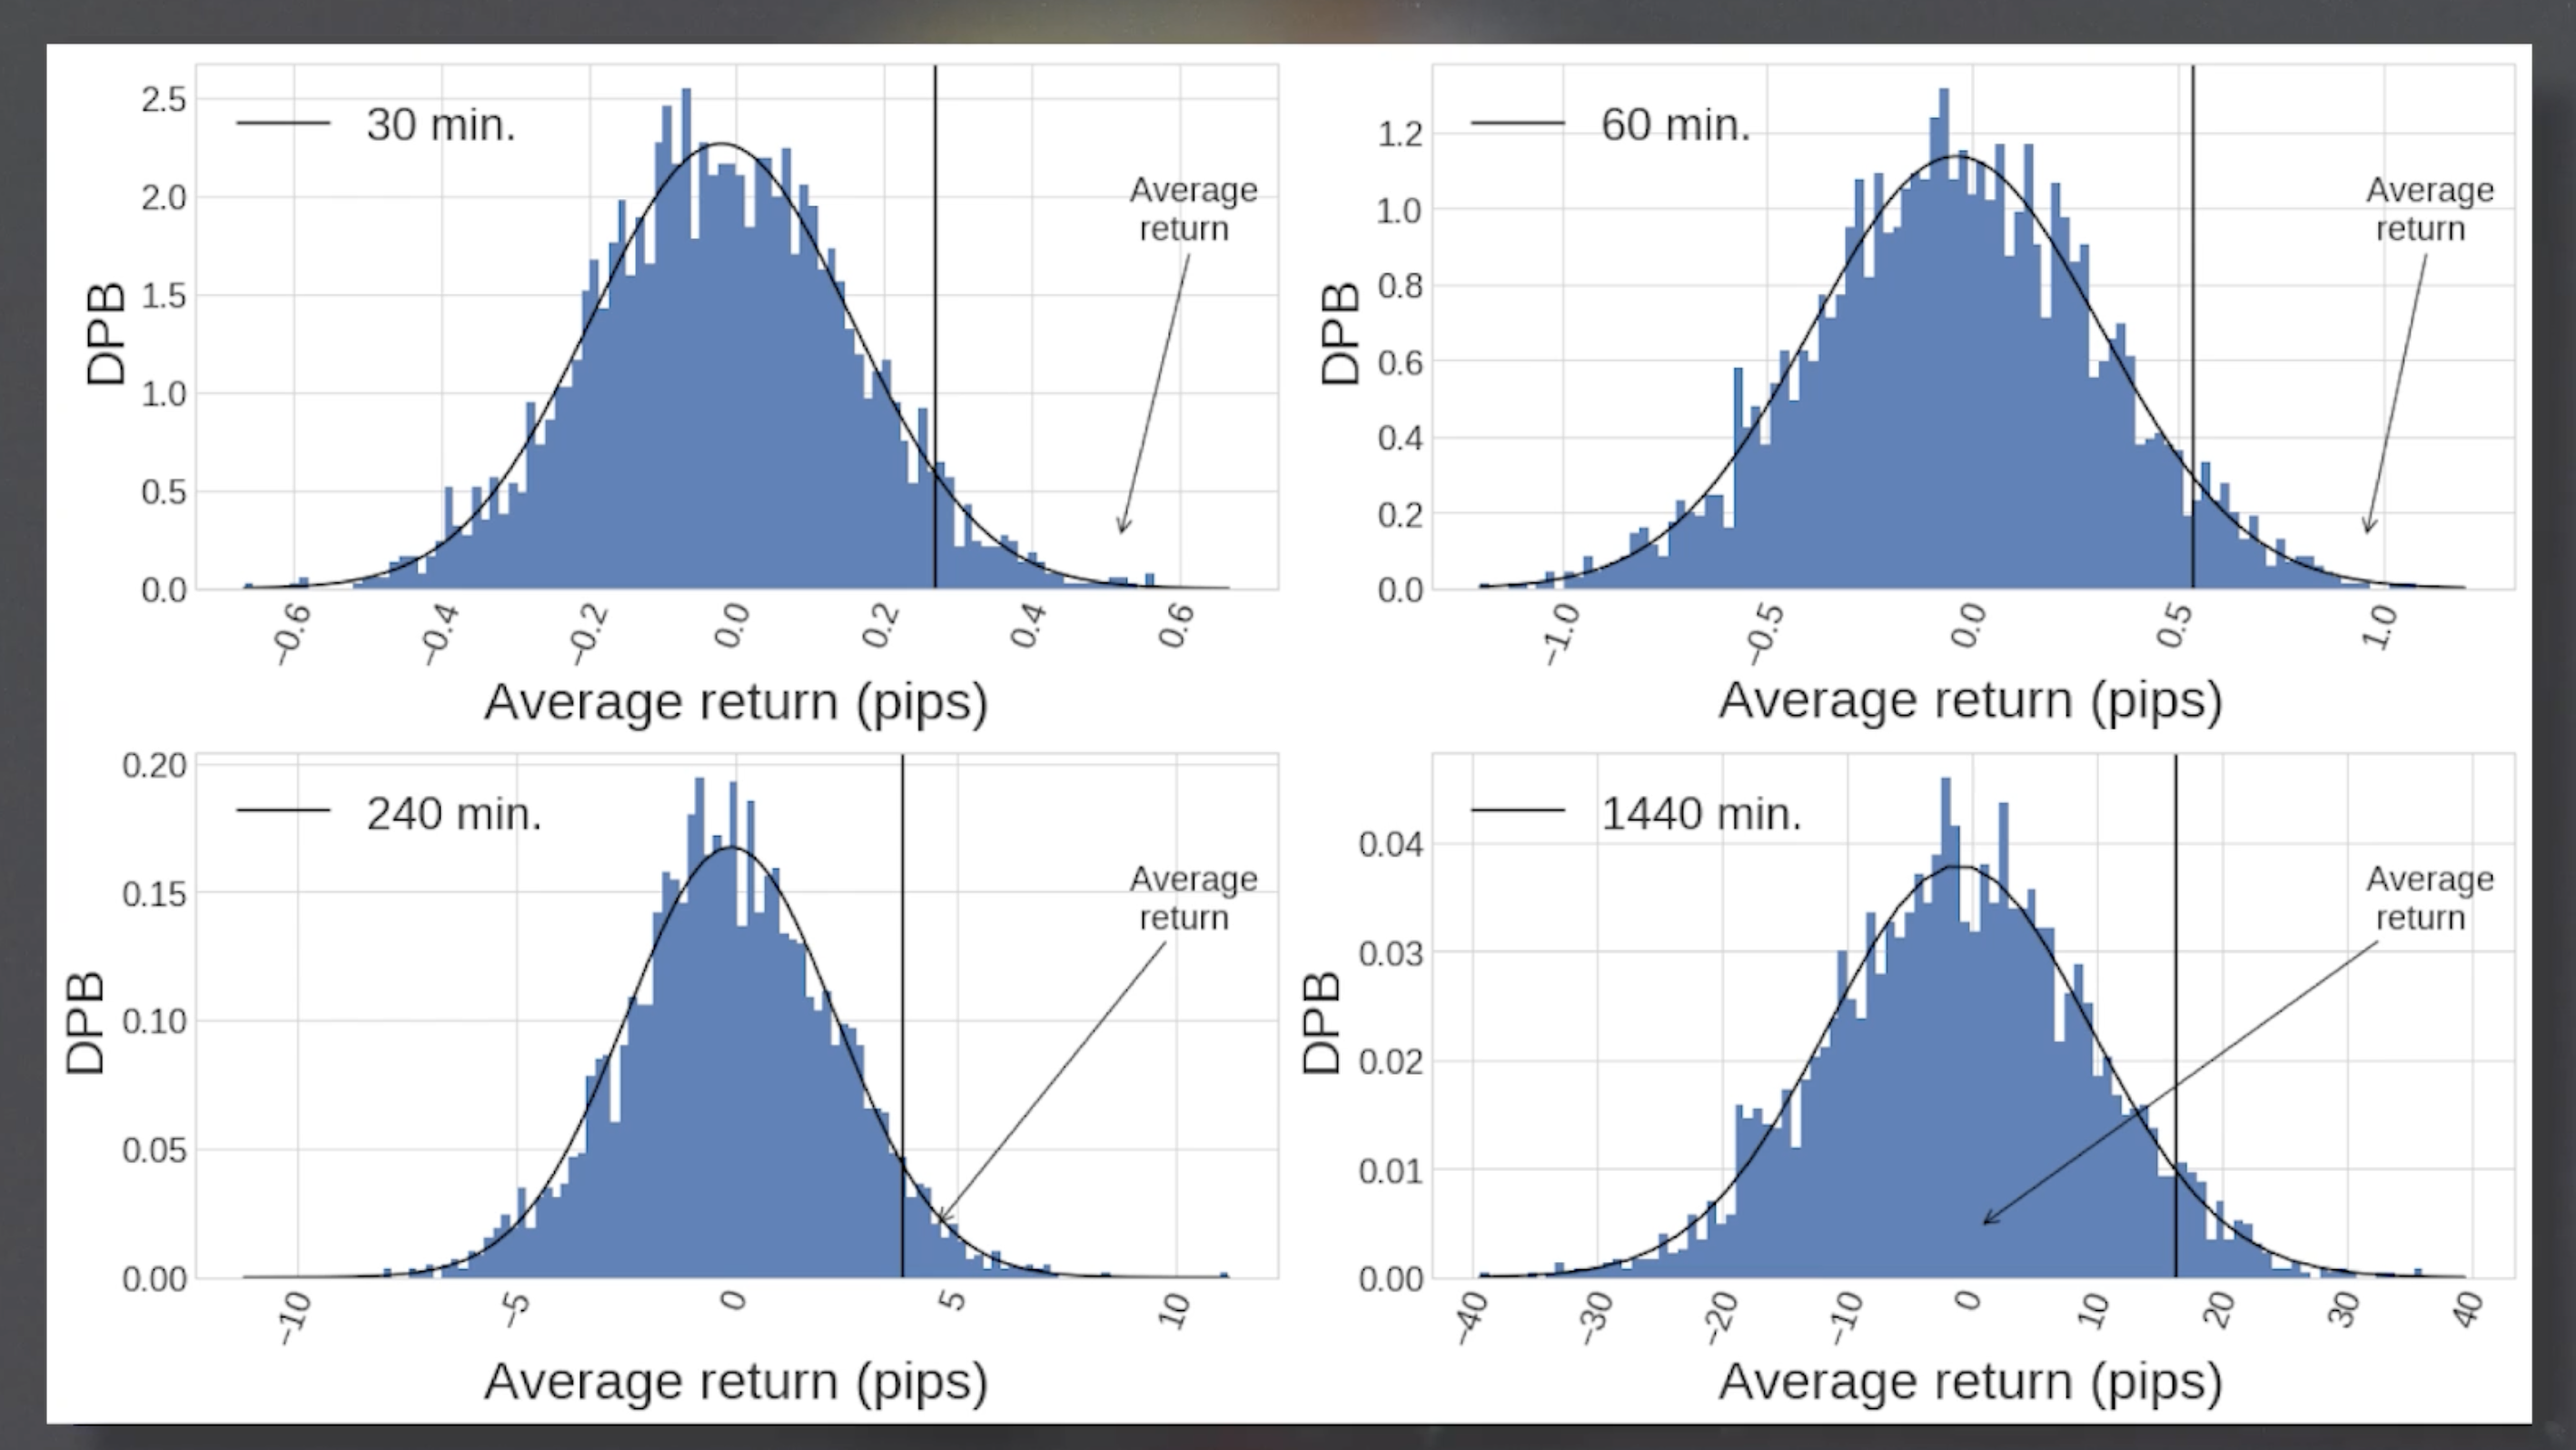 2.5
2.0
1.5
1.0
0.5
0.0
DPB
30 min.
Average
return
−0.6
−0.4
−0.2
0.0
0.2
0.4
0.6
Average return (pips)
1.2
1.0
0.8
0.6
0.4
0.2
0.0
DPB
60 min.
Average
return
−1.0
−0.5
0.0
0.5
1.0
Average return (pips)
0.20
0.15
0.10
0.05
0.00
DPB
240 min.
Average
return
−10
−5
0
5
10
Average return (pips)
0.04
0.03
0.02
0.01
0.00
DPB
1440 min.
Average
return
−40
−30
−20
−10
0
10
20
30
40
Average return (pips)